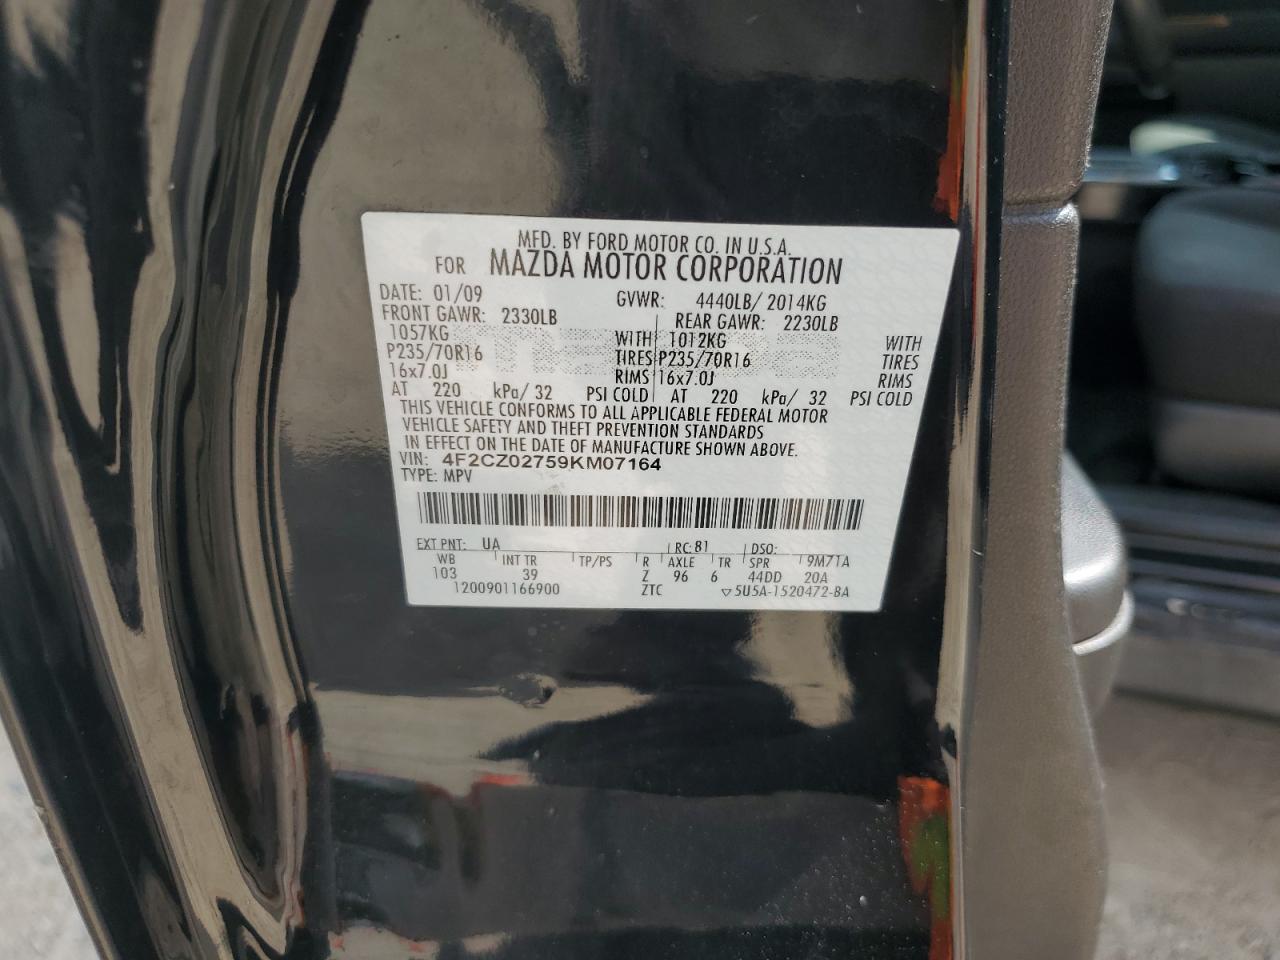 MFD. BY FORD MOTOR CO. IN U.S.A.
FOR MAZDA MOTOR CORPORATION
DATE: 01/09 GVWR: 4440LB/ 2014KG
FRONT GAWR: 2330LB REAR GAWR: 2230LB
1057KG WITH 1012KG WITH
P235/70R16 TIRES P235/70R16 TIRES
16x7.0J RIMS 16x7.0J RIMS
AT 220 kPa/ 32 PSI COLD AT 220 kPa/ 32 PSI COLD
THIS VEHICLE CONFORMS TO ALL APPLICABLE FEDERAL MOTOR
VEHICLE SAFETY AND THEFT PREVENTION STANDARDS
IN EFFECT ON THE DATE OF MANUFACTURE SHOWN ABOVE.
VIN: 4F2CZ02759KM07164
TYPE: MPV
EXT PNT: UA RC: 81 DSO:
WB INT TR TP/PS R AXLE TR SPR 9M71A
103 39 Z 96 6 44DD 20A
1200901166900 ZTC ▽5U5A-1520472-BA